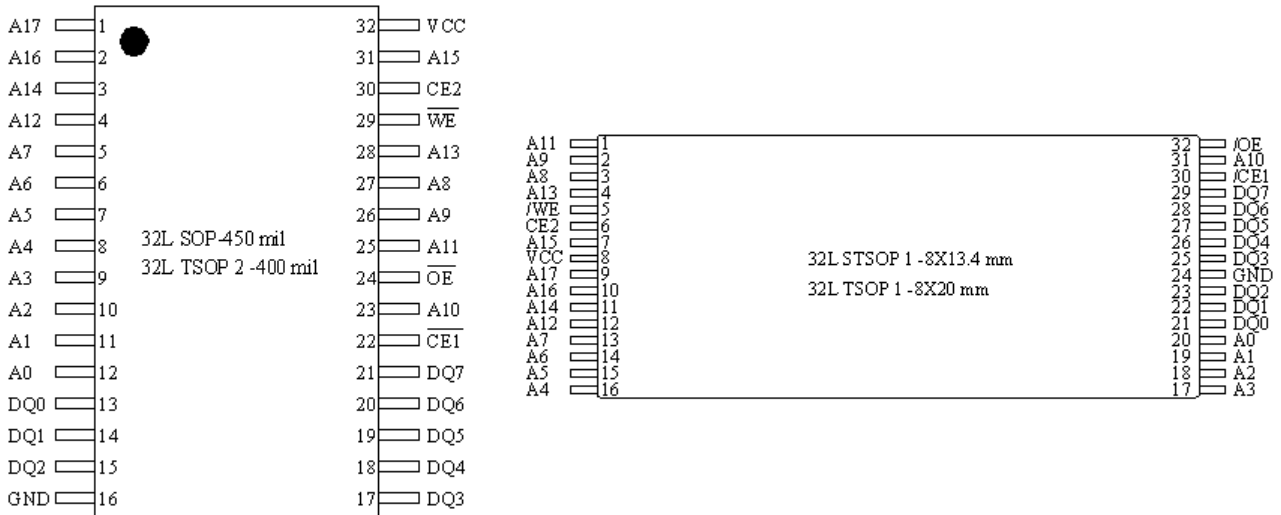 A17 1 32 VCC
A16 2 31 A15
A14 3 30 CE2
A12 4 29 WE
A7 5 28 A13
A6 6 27 A8
A5 7 26 A9
A4 8 25 A11
32L SOP-450 mil
32L TSOP 2 -400 mil
A3 9 24 OE
A2 10 23 A10
A1 11 22 CE1
A0 12 21 DQ7
DQ0 13 20 DQ6
DQ1 14 19 DQ5
DQ2 15 18 DQ4
GND 16 17 DQ3
A11 1 32 /OE
A9 2 31 A10
A8 3 30 /CE1
A13 4 29 DQ7
/WE 5 28 DQ6
CE2 6 27 DQ5
A15 7 26 DQ4
VCC 8 25 DQ3
32L STSOP 1 -8X13.4 mm
A17 9 24 GND
A16 10 23 DQ2
32L TSOP 1 -8X20 mm
A14 11 22 DQ1
A12 12 21 DQ0
A7 13 20 A0
A6 14 19 A1
A5 15 18 A2
A4 16 17 A3